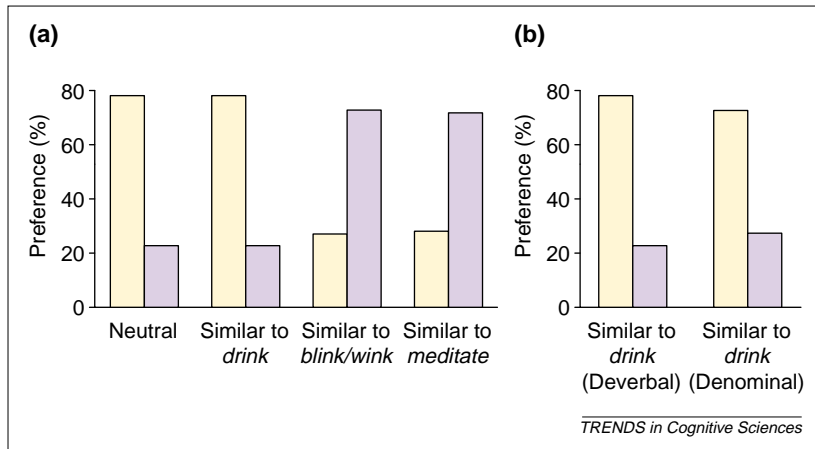 (a)
Preference (%)
80
60
40
20
0
Neutral
Similar to
drink
Similar to
blink/wink
Similar to
meditate
(b)
Preference (%)
80
60
40
20
0
Similar to
drink
(Deverbal)
Similar to
drink
(Denominal)
TRENDS in Cognitive Sciences